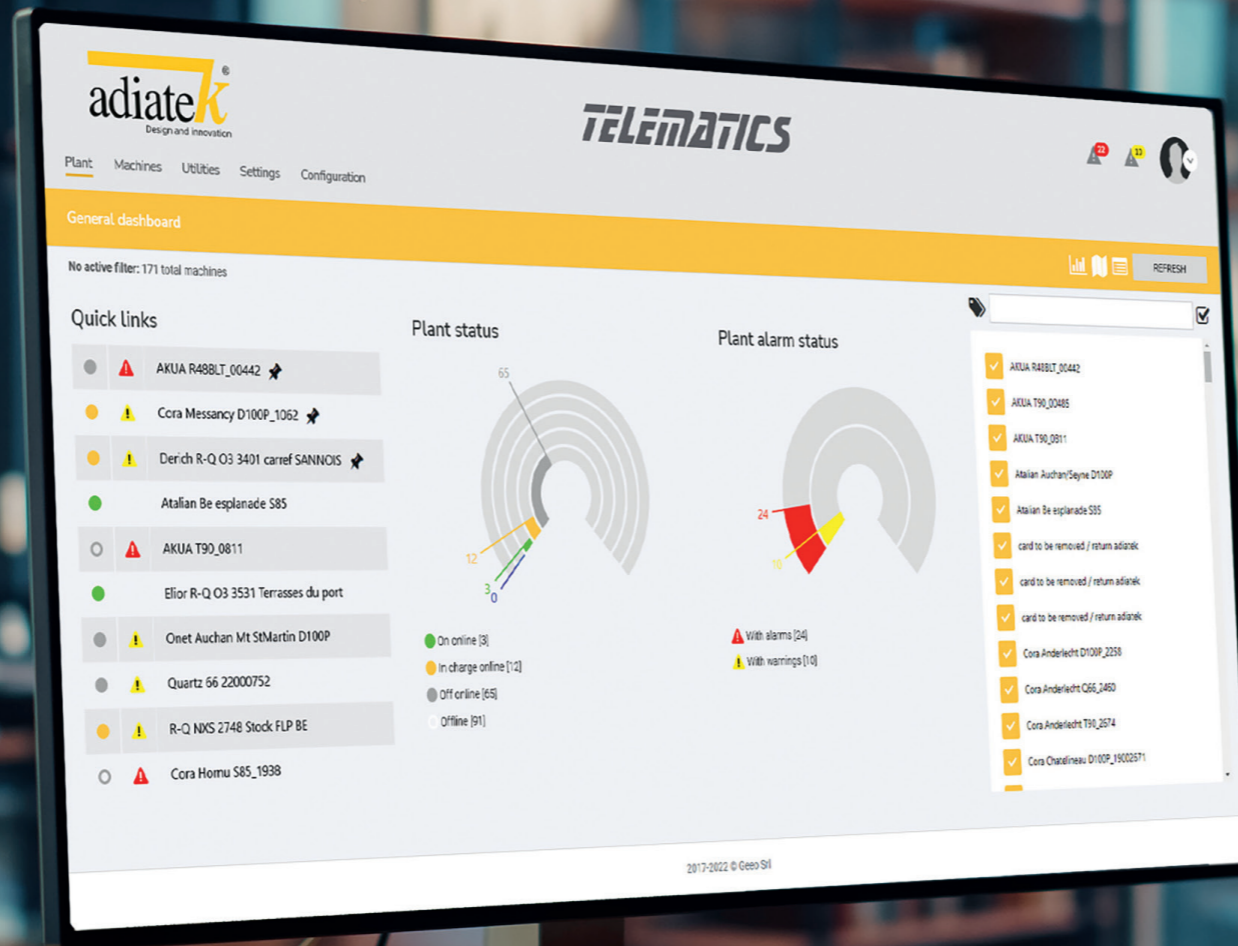 adiatek®
Design and innovation
TELEMATICS
22
10
Plant Machines Utilities Settings Configuration
General dashboard
REFRESH
No active filter: 171 total machines
Quick links
AKUA R48BLT_00442
Cora Messancy D100P_1062
Derich R-Q O3 3401 carref SANNOIS
Atalian Be esplanade S85
AKUA T90_0811
Elior R-Q O3 3531 Terrasses du port
Onet Auchan Mt StMartin D100P
Quartz 66 22000752
R-Q NXS 2748 Stock FLP BE
Cora Hornu S85_1938
Plant status
65
12
3
0
On online [3]
In charge online [12]
Off online [65]
Offline [91]
Plant alarm status
24
10
With alarms [24]
With warnings [10]
AKUA R48BLT_00442
AKUA T90_00485
AKUA T90_0811
Atalian Auchan/Seyne D100P
Atalian Be esplanade S85
card to be removed / return adiatek
card to be removed / return adiatek
card to be removed / return adiatek
Cora Anderlecht D100P_2258
Cora Anderlecht Q66_2460
Cora Anderlecht T90_2574
Cora Chatelineau D100P_19002571
2017-2022 © Geeo Srl